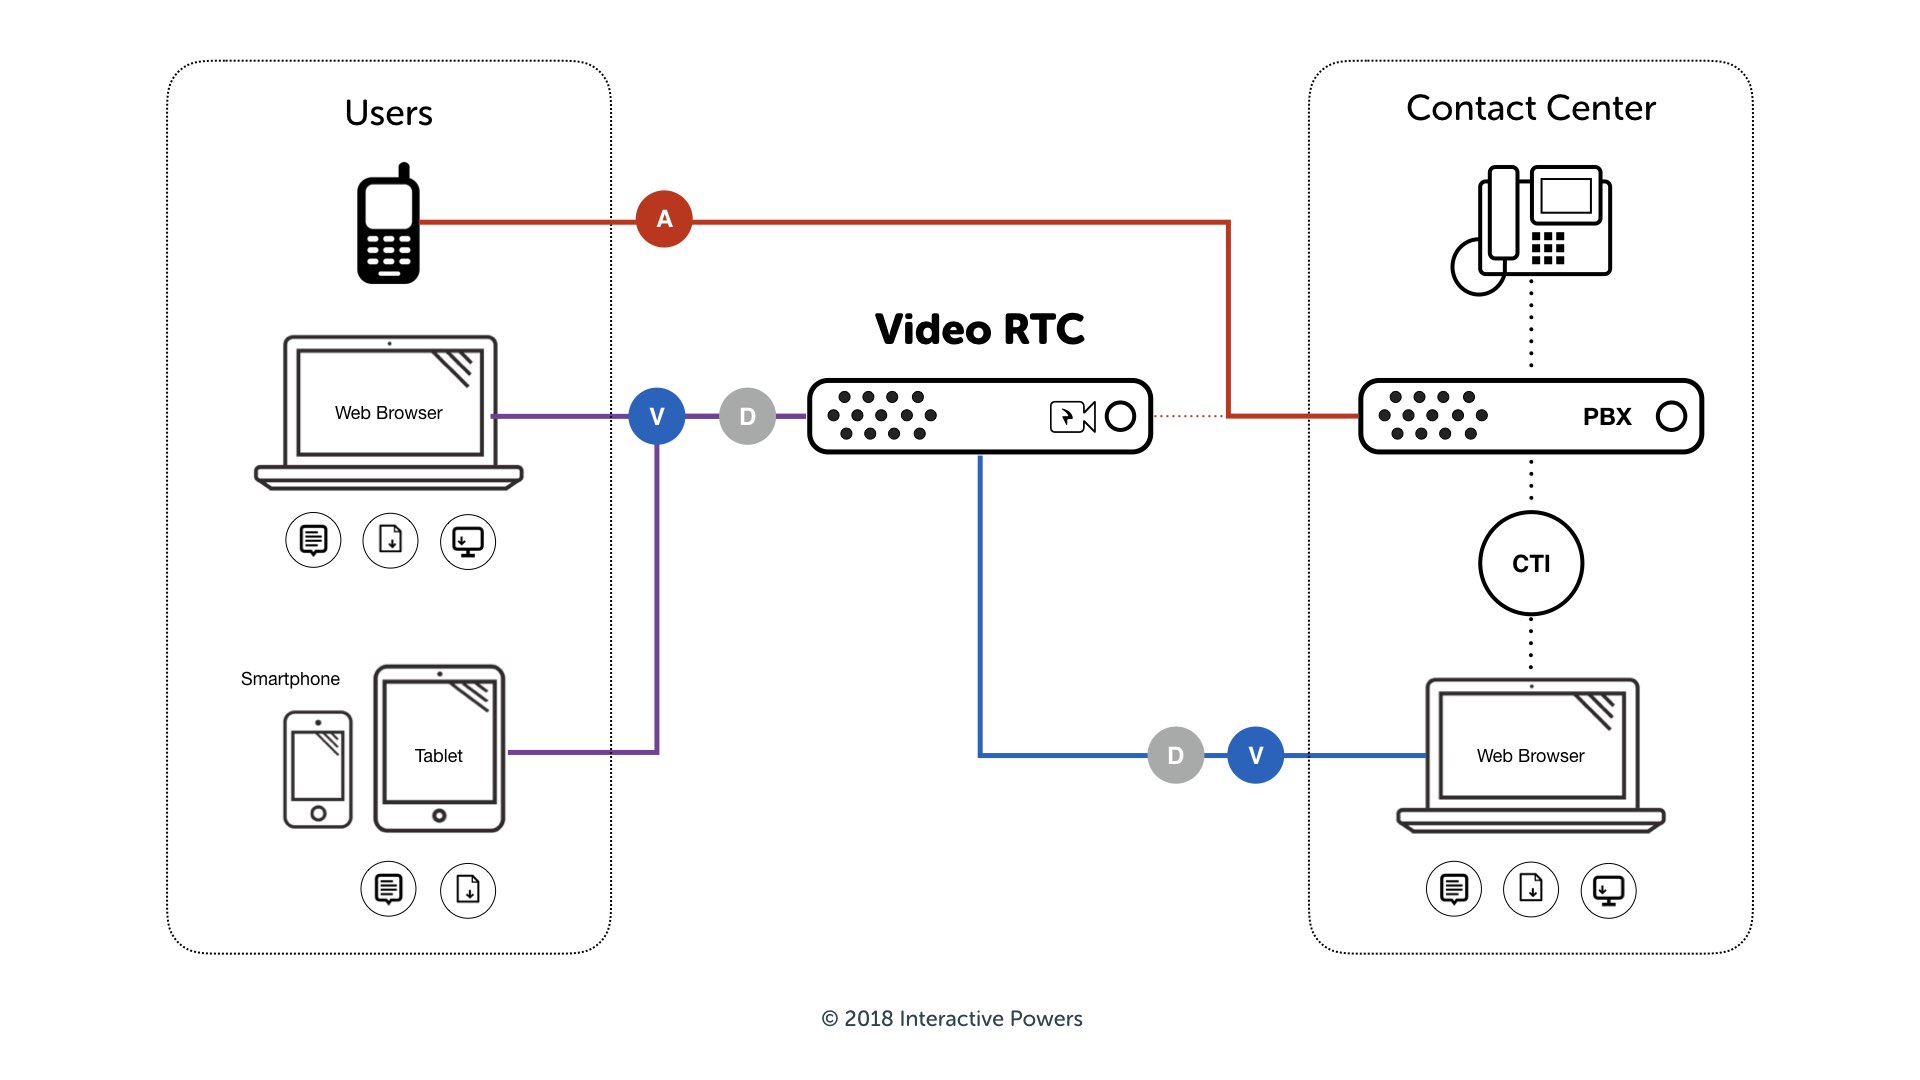 Users
Contact Center
A
Video RTC
Web Browser
V
D
PBX
CTI
Smartphone
Tablet
D
V
Web Browser
© 2018 Interactive Powers